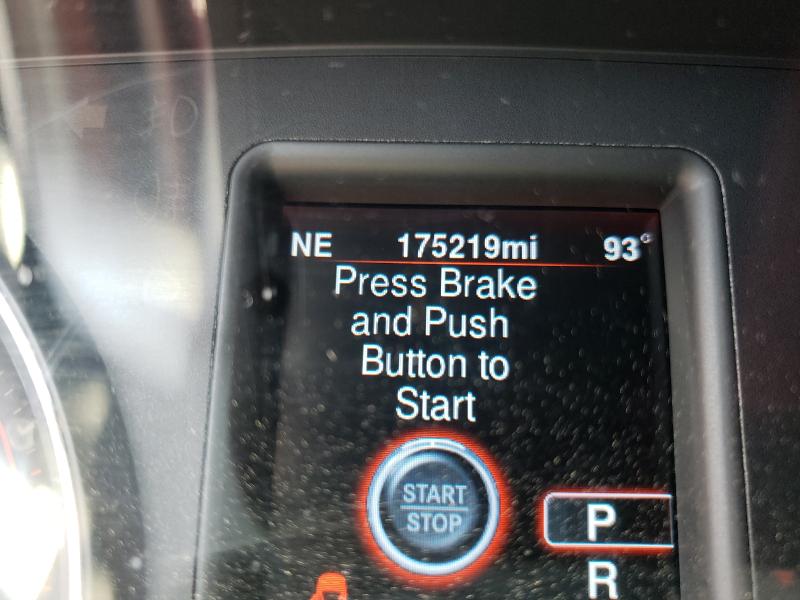 NE 175219mi 93°
Press Brake
and Push
Button to
Start
START
STOP
P
R